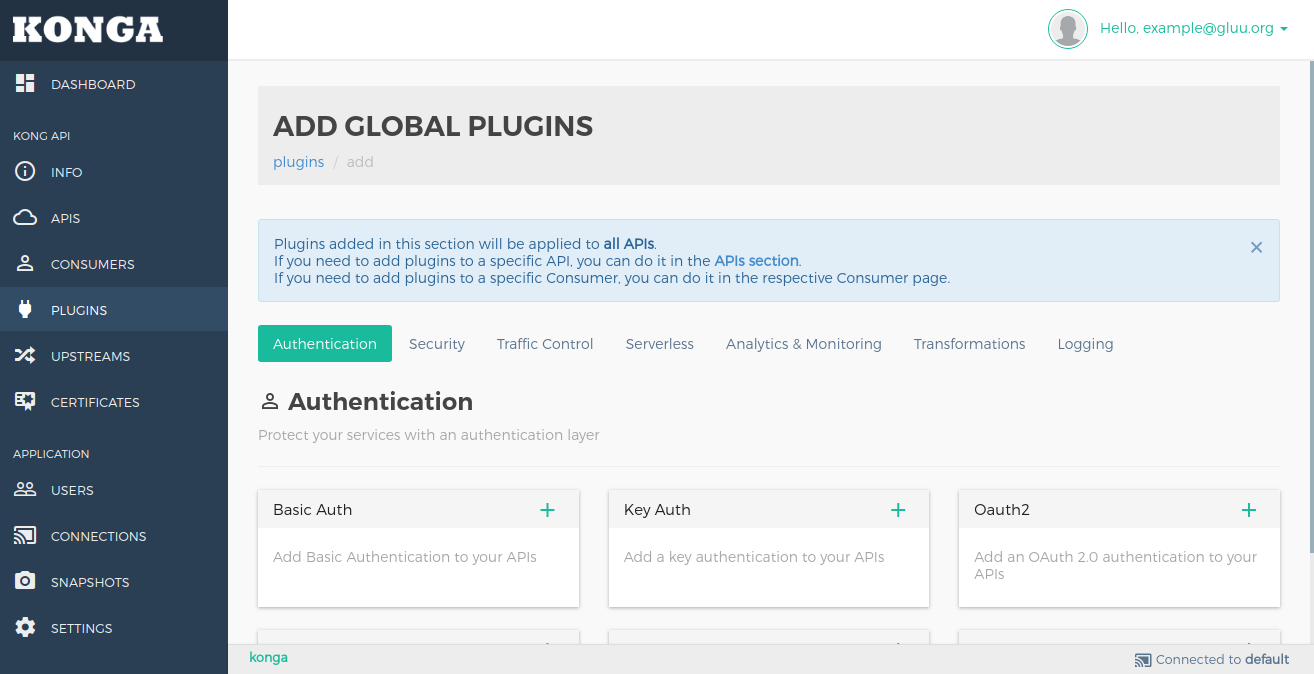 KONGA
Hello, example@gluu.org
DASHBOARD
KONG API
INFO
APIS
CONSUMERS
PLUGINS
UPSTREAMS
CERTIFICATES
APPLICATION
USERS
CONNECTIONS
SNAPSHOTS
SETTINGS
ADD GLOBAL PLUGINS
plugins / add
Plugins added in this section will be applied to all APIs.
If you need to add plugins to a specific API, you can do it in the APIs section.
If you need to add plugins to a specific Consumer, you can do it in the respective Consumer page.
Authentication Security Traffic Control Serverless Analytics & Monitoring Transformations Logging
Authentication
Protect your services with an authentication layer
Basic Auth
Add Basic Authentication to your APIs
Key Auth
Add a key authentication to your APIs
Oauth2
Add an OAuth 2.0 authentication to your
APIs
konga
Connected to default